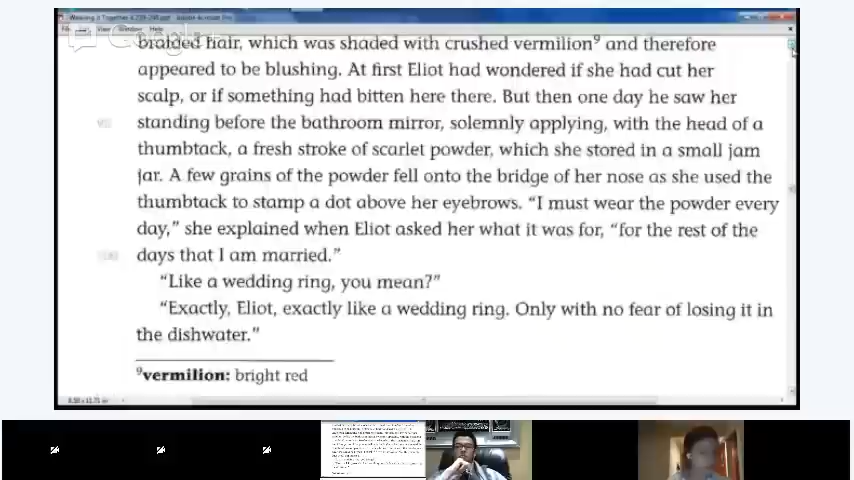 View Window Help
braided hair, which was shaded with crushed vermilion⁹ and therefore
appeared to be blushing. At first Eliot had wondered if she had cut her
scalp, or if something had bitten here there. But then one day he saw her
standing before the bathroom mirror, solemnly applying, with the head of a
thumbtack, a fresh stroke of scarlet powder, which she stored in a small jam
jar. A few grains of the powder fell onto the bridge of her nose as she used the
thumbtack to stamp a dot above her eyebrows. “I must wear the powder every
day,” she explained when Eliot asked her what it was for, “for the rest of the
days that I am married.”
“Like a wedding ring, you mean?”
“Exactly, Eliot, exactly like a wedding ring. Only with no fear of losing it in
the dishwater.”
⁹vermilion: bright red